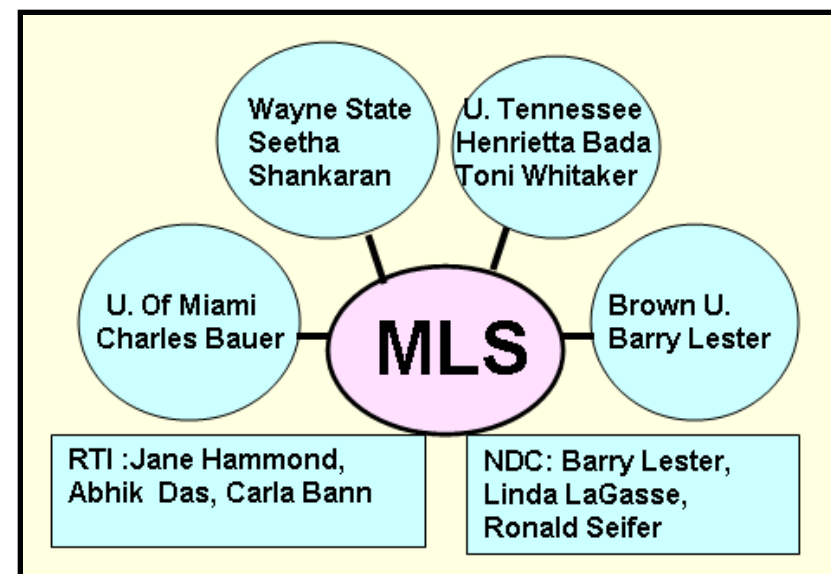 Wayne State
Seetha
Shankaran
U. Tennessee
Henrietta Bada
Toni Whitaker
U. Of Miami
Charles Bauer
MLS
Brown U.
Barry Lester
RTI :Jane Hammond,
Abhik Das, Carla Bann
NDC: Barry Lester,
Linda LaGasse,
Ronald Seifer